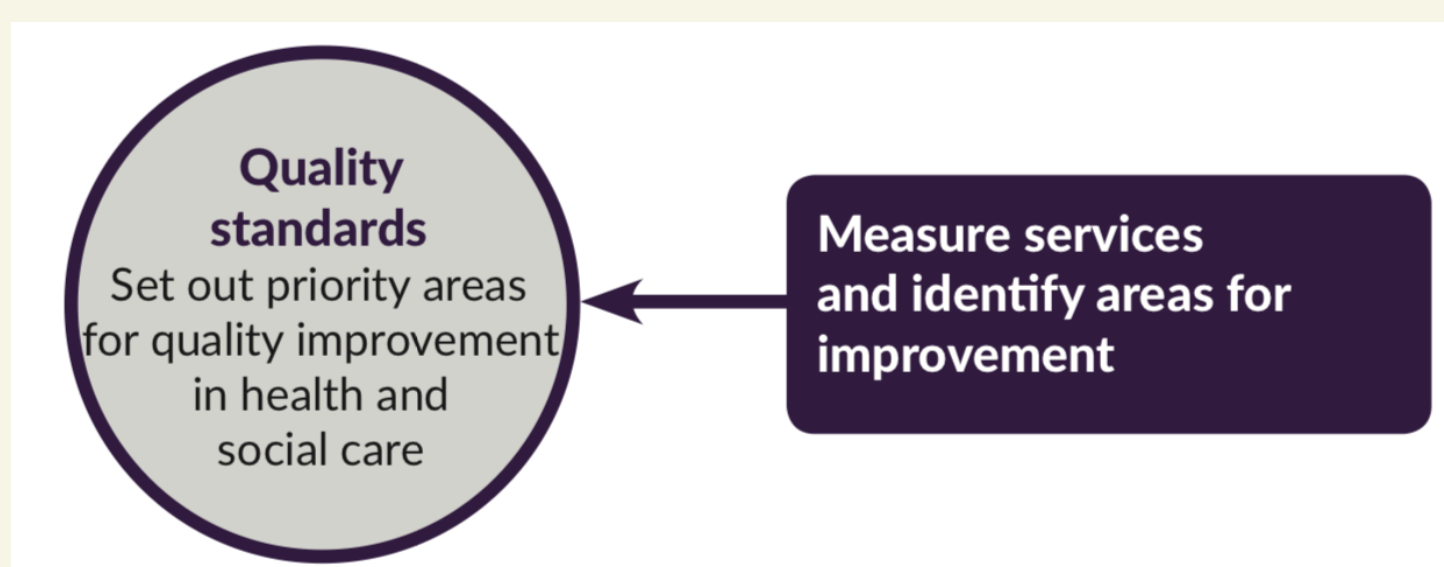 Quality
standards
Set out priority areas
for quality improvement
in health and
social care
Measure services
and identify areas for
improvement